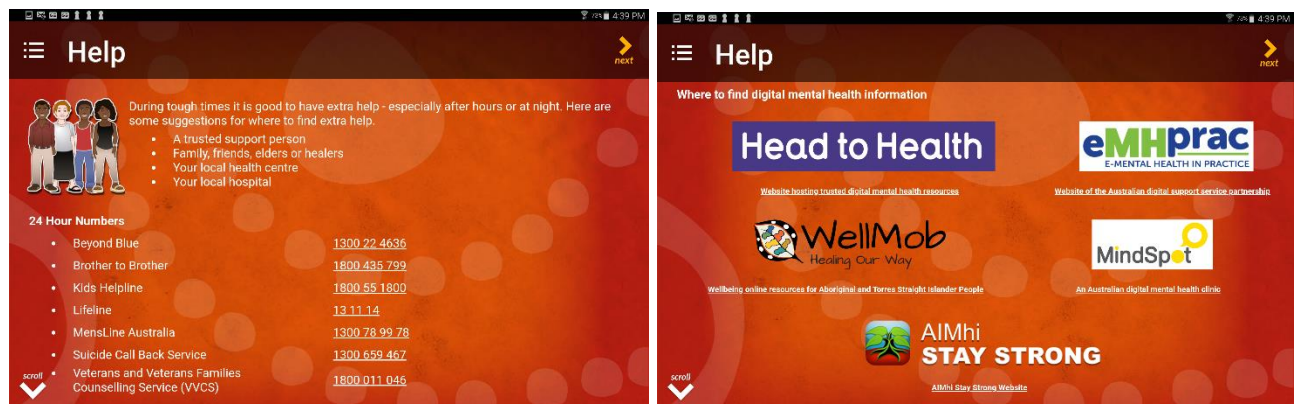 4:39 PM
Help
next
During tough times it is good to have extra help - especially after hours or at night. Here are
some suggestions for where to find extra help.
• A trusted support person
• Family, friends, elders or healers
• Your local health centre
• Your local hospital
24 Hour Numbers
• Beyond Blue 1300 22 4636
• Brother to Brother 1800 435 799
• Kids Helpline 1800 55 1800
• Lifeline 13 11 14
• MensLine Australia 1300 78 99 78
• Suicide Call Back Service 1300 659 467
• Veterans and Veterans Families
Counselling Service (VVCS) 1800 011 046
scroll
4:39 PM
Help
next
Where to find digital mental health information
Head to Health
Website hosting trusted digital mental health resources
eMHprac
E-MENTAL HEALTH IN PRACTICE
Website of the Australian digital support service partnership
WellMob
Healing Our Way
Wellbeing online resources for Aboriginal and Torres Straight Islander People
MindSpot
An Australian digital mental health clinic
AIMhi
STAY STRONG
AIMhi Stay Strong Website
scroll